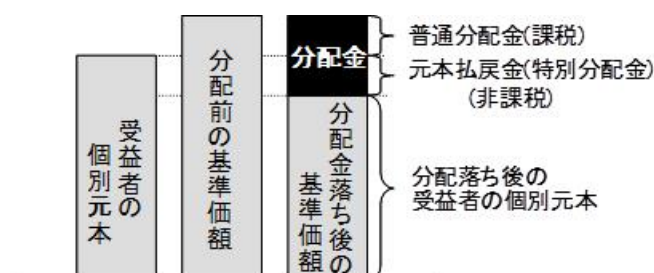 受益者の
個別元本
分配前の基準価額
分配金
分配金落ち後の
基準価額
普通分配金(課税)
元本払戻金(特別分配金)
(非課税)
分配落ち後の
受益者の個別元本